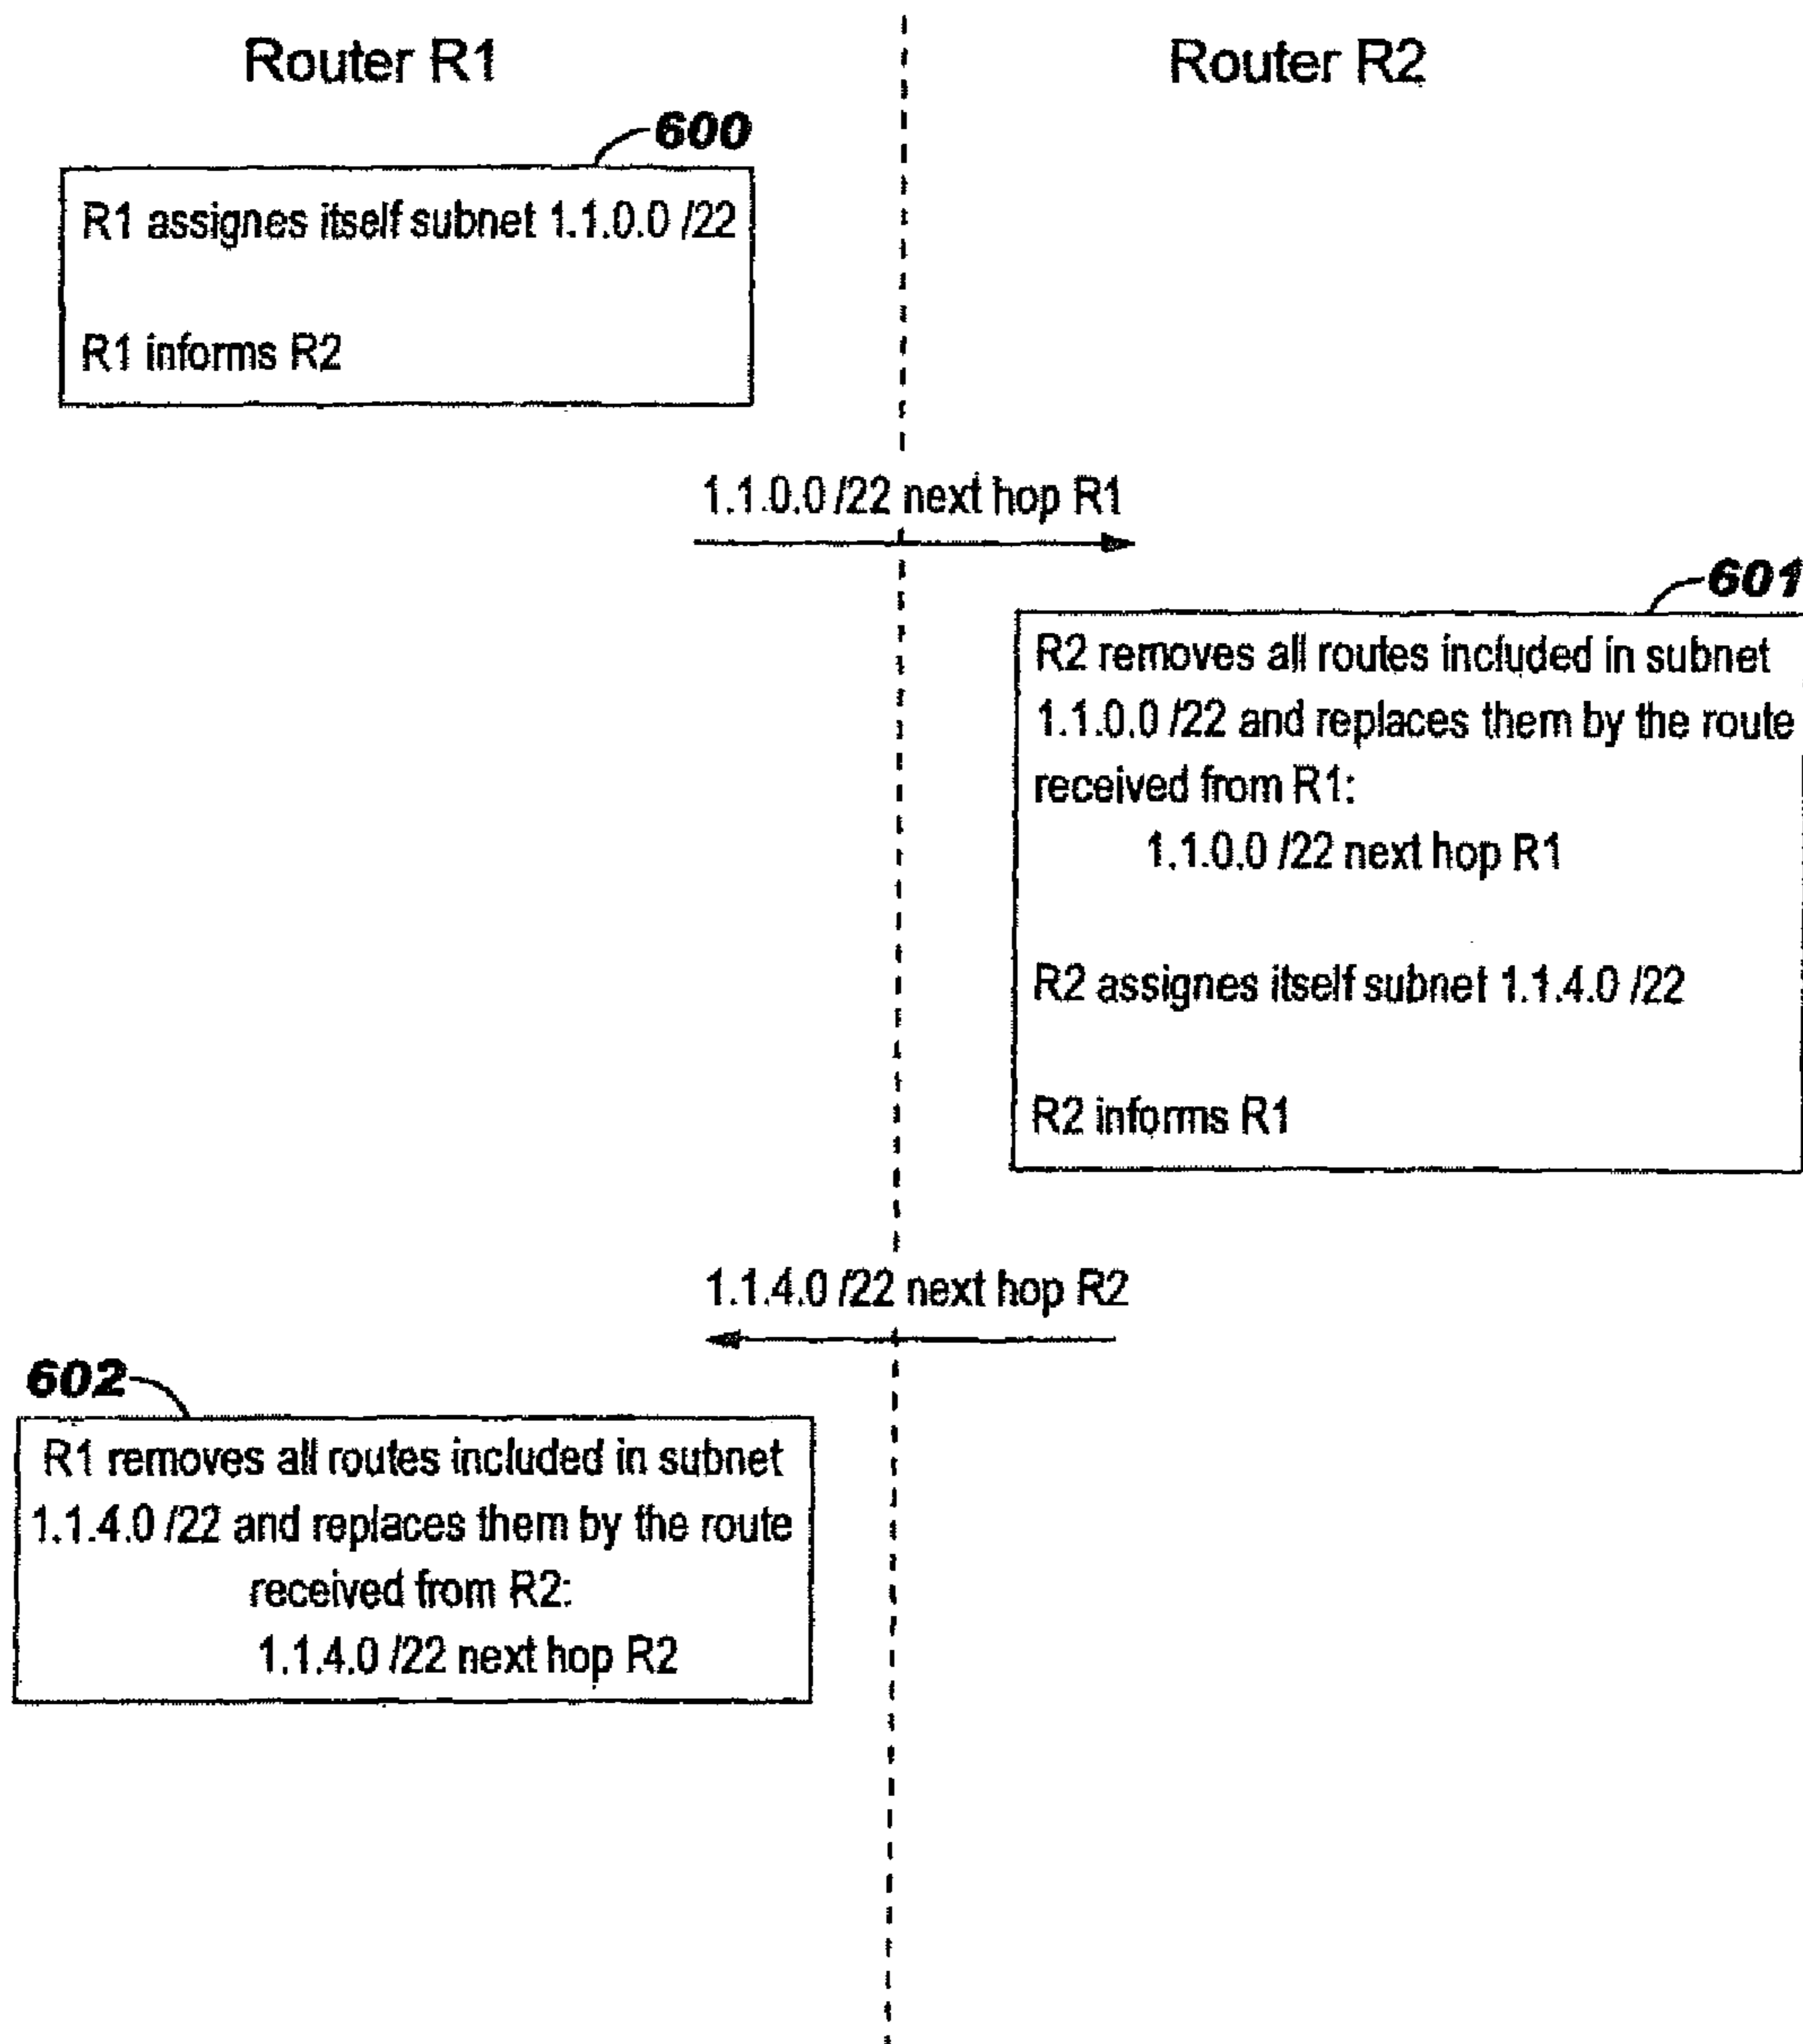 Router R1
Router R2
600
R1 assignes itself subnet 1.1.0.0 /22
R1 informs R2
1.1.0.0 /22 next hop R1
601
R2 removes all routes included in subnet
1.1.0.0 /22 and replaces them by the route
received from R1:
1.1.0.0 /22 next hop R1
R2 assignes itself subnet 1.1.4.0 /22
R2 informs R1
1.1.4.0 /22 next hop R2
602
R1 removes all routes included in subnet
1.1.4.0 /22 and replaces them by the route
received from R2:
1.1.4.0 /22 next hop R2